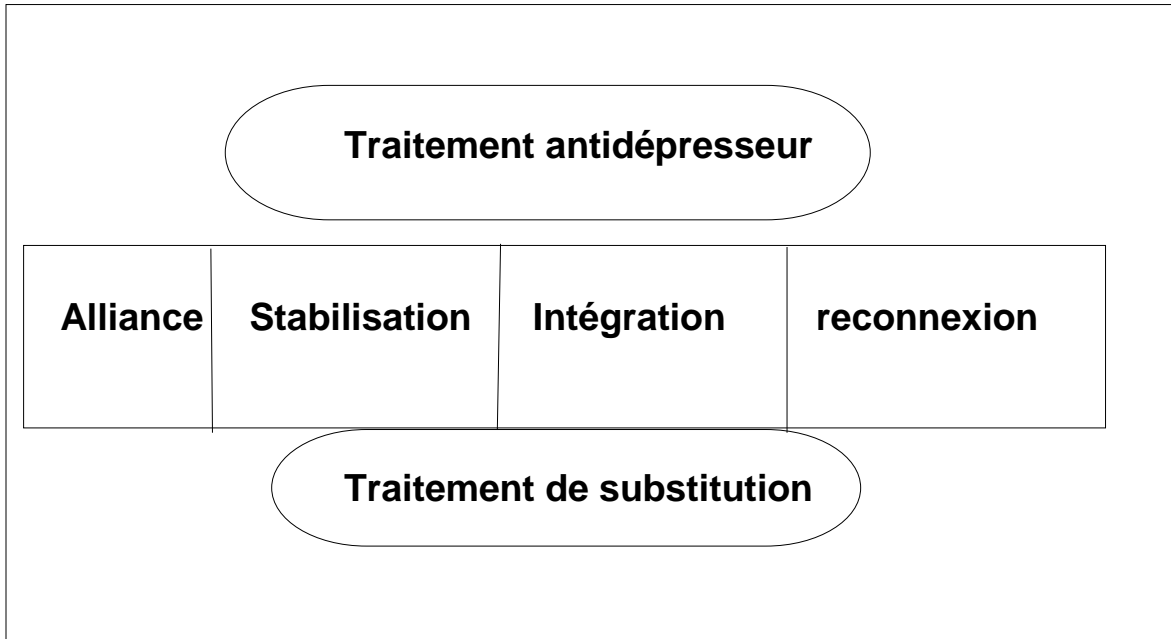 Traitement antidépresseur
Alliance Stabilisation Intégration reconnexion
Traitement de substitution